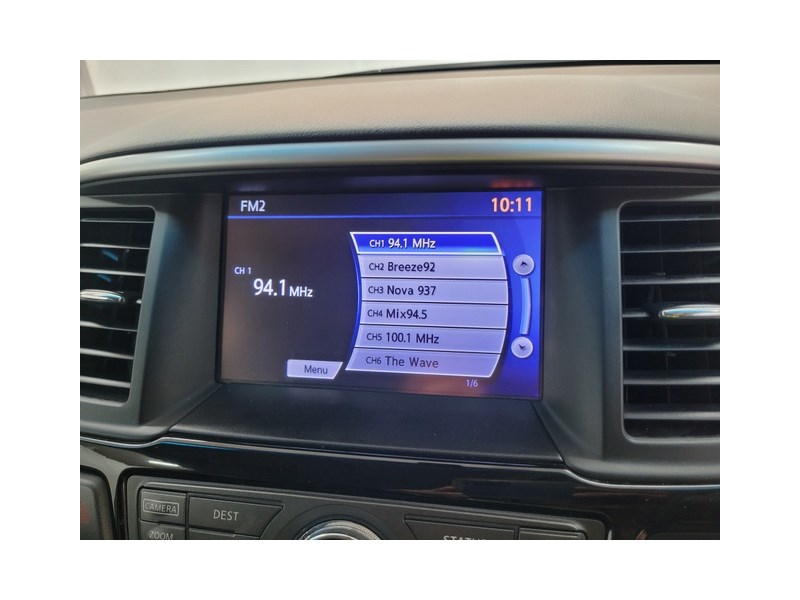 FM2
10:11
CH1 94.1 MHz
CH2 Breeze92
CH 1
94.1 MHz
CH3 Nova 937
CH4 Mix94.5
CH5 100.1 MHz
CH6 The Wave
Menu
1/6
CAMERA
DEST
ZOOM